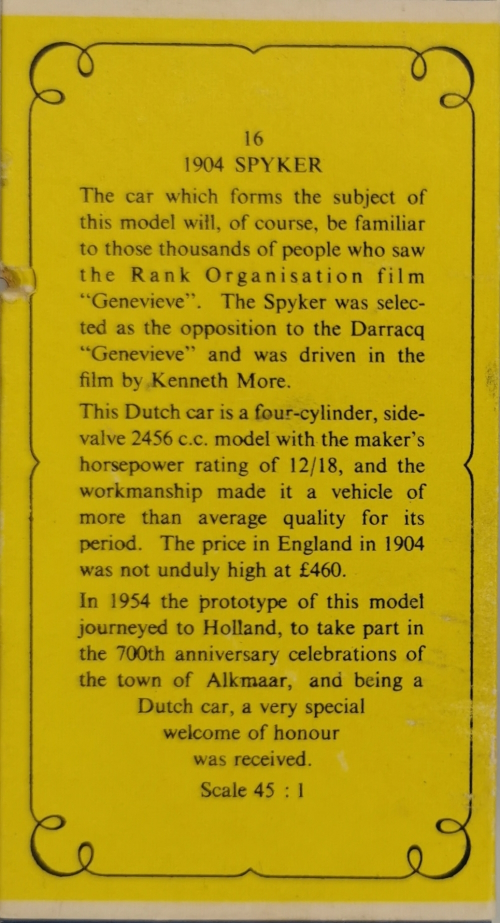 16
1904 SPYKER
The car which forms the subject of
this model will, of course, be familiar
to those thousands of people who saw
the Rank Organisation film
“Genevieve”. The Spyker was selec-
ted as the opposition to the Darracq
“Genevieve” and was driven in the
film by Kenneth More.
This Dutch car is a four-cylinder, side-
valve 2456 c.c. model with the maker's
horsepower rating of 12/18, and the
workmanship made it a vehicle of
more than average quality for its
period. The price in England in 1904
was not unduly high at £460.
In 1954 the prototype of this model
journeyed to Holland, to take part in
the 700th anniversary celebrations of
the town of Alkmaar, and being a
Dutch car, a very special
welcome of honour
was received.
Scale 45 : 1